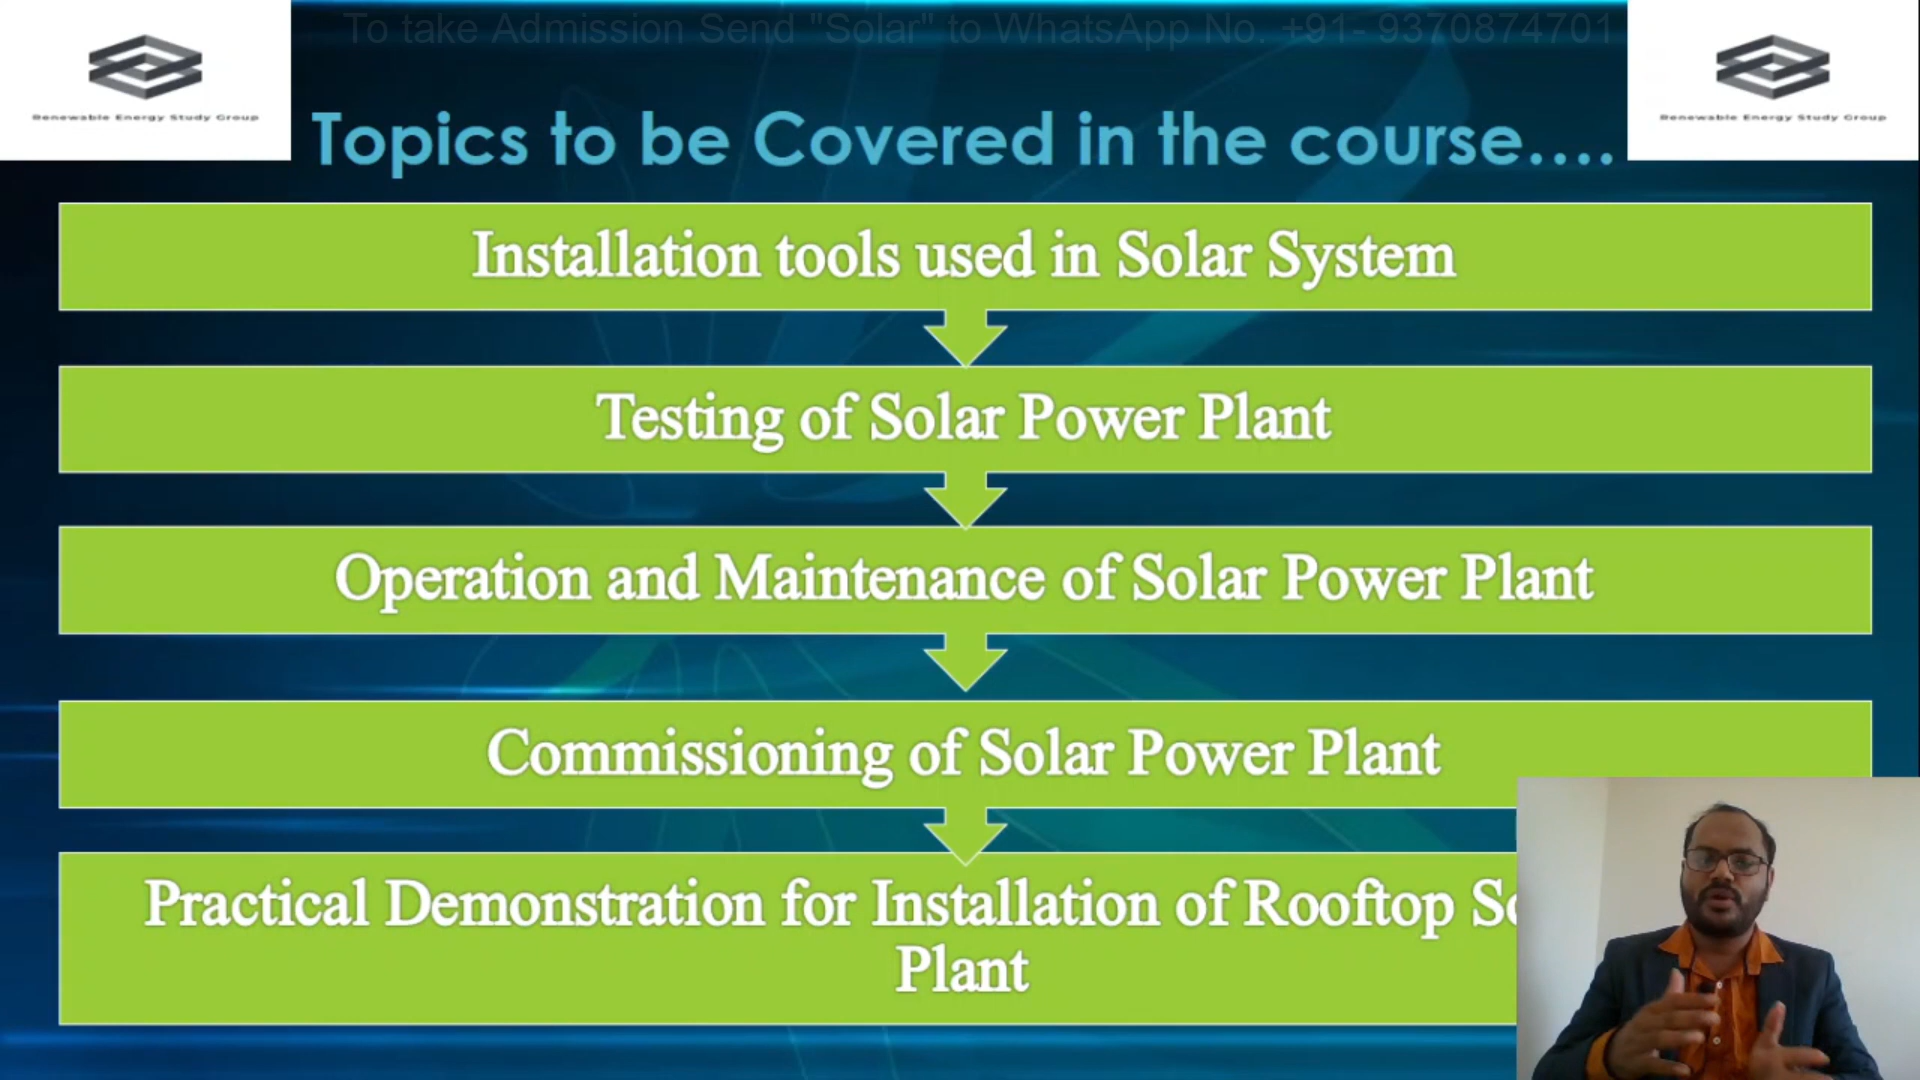 To take Admission Send "Solar" to WhatsApp No. +91- 9370874701
Renewable Energy Study Group
Renewable Energy Study Group
Topics to be Covered in the course....
Installation tools used in Solar System
Testing of Solar Power Plant
Operation and Maintenance of Solar Power Plant
Commissioning of Solar Power Plant
Practical Demonstration for Installation of Rooftop
Plant